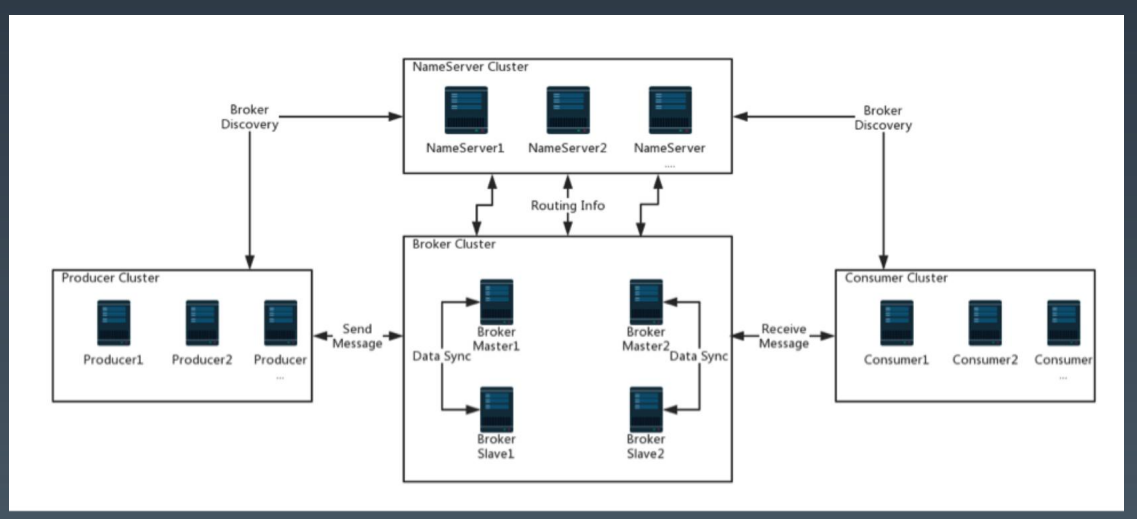 NameServer Cluster
NameServer1
NameServer2
NameServer
....
Broker
Discovery
Broker
Discovery
Routing Info
Producer Cluster
Producer1
Producer2
Producer
...
Send
Message
Broker Cluster
Broker
Master1
Broker
Master2
Data Sync
Data Sync
Broker
Slave1
Broker
Slave2
Receive
Message
Consumer Cluster
Consumer1
Consumer2
Consumer
...